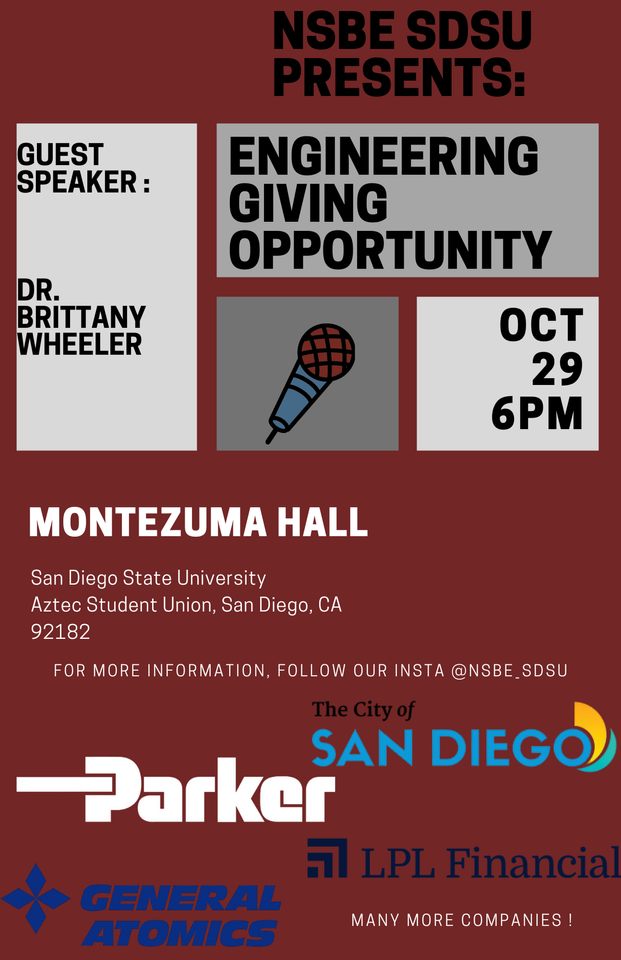 NSBE SDSU
PRESENTS:
GUEST
SPEAKER :
DR.
BRITTANY
WHEELER
ENGINEERING
GIVING
OPPORTUNITY
OCT
29
6PM
MONTEZUMA HALL
San Diego State University
Aztec Student Union, San Diego, CA
92182
FOR MORE INFORMATION, FOLLOW OUR INSTA @NSBE_SDSU
The City of
SAN DIEGO
Parker
LPL Financial
GENERAL
ATOMICS
MANY MORE COMPANIES !